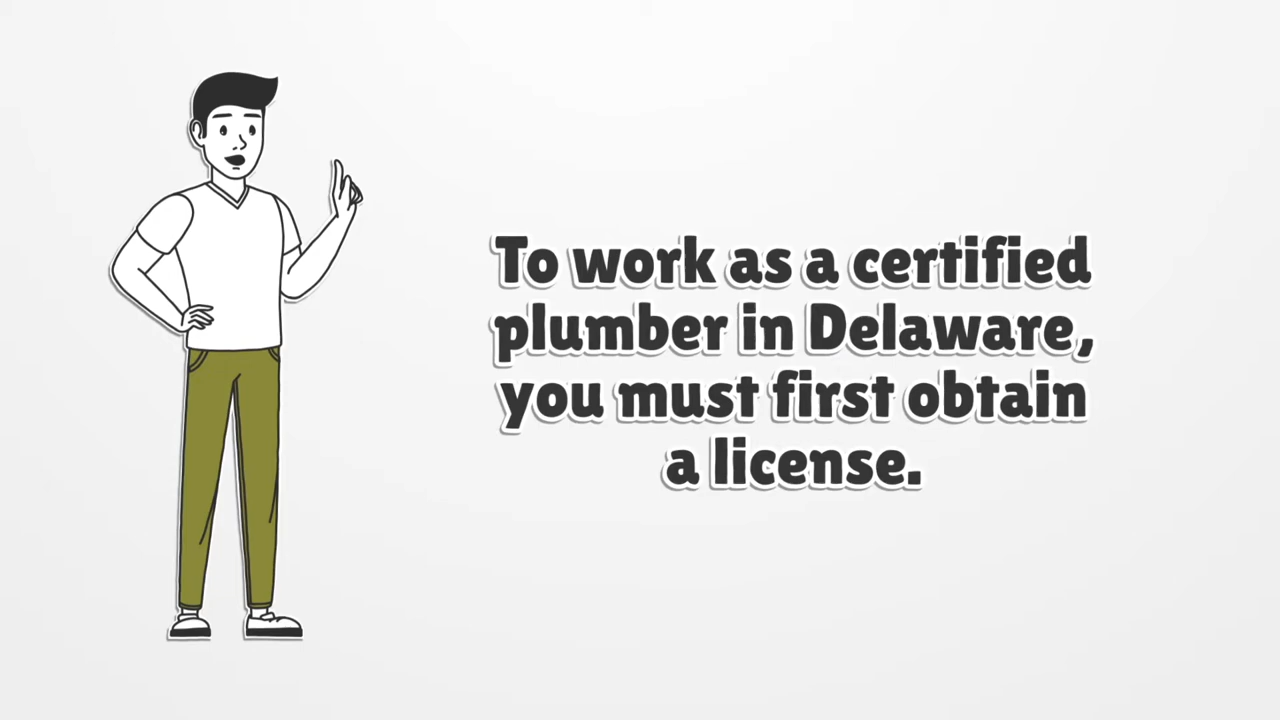 To work as a certified
plumber in Delaware,
you must first obtain
a license.